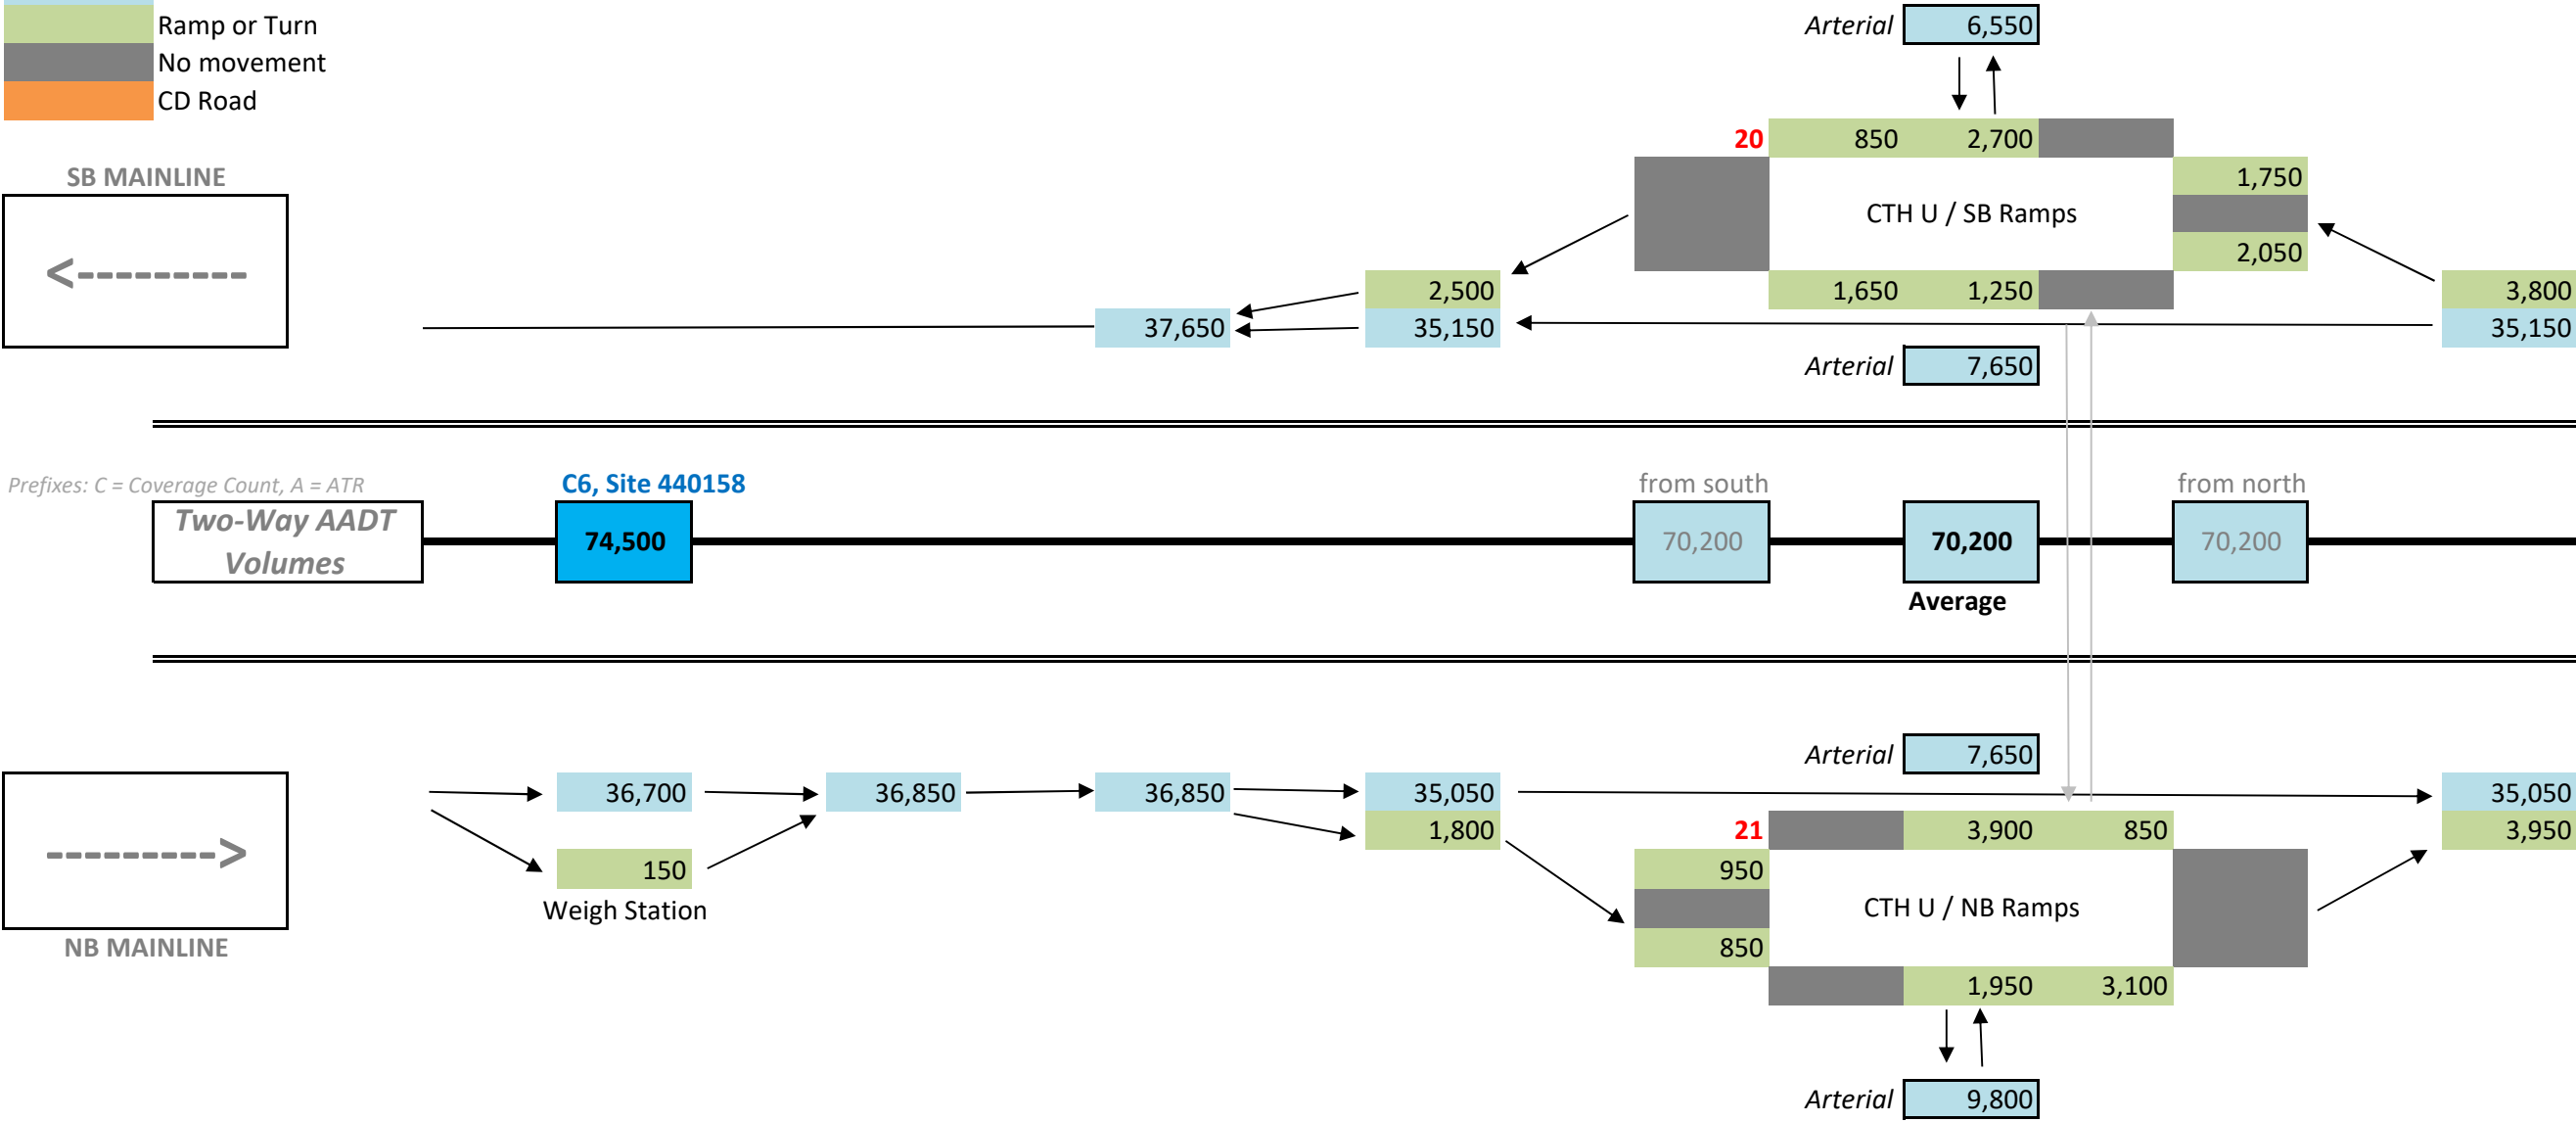 Ramp or Turn
No movement
CD Road
Arterial 6,550
20 850 2,700
SB MAINLINE
<----------
1,750
CTH U / SB Ramps
2,050
2,500
1,650 1,250
3,800
37,650
35,150
35,150
Arterial 7,650
Prefixes: C = Coverage Count, A = ATR
C6, Site 440158
from south
from north
Two-Way AADT
Volumes
74,500
70,200
70,200
70,200
Average
Arterial 7,650
36,700
36,850
36,850
35,050
35,050
---------->
1,800
21 3,900 850
3,950
150
950
Weigh Station
CTH U / NB Ramps
NB MAINLINE
850
1,950 3,100
Arterial 9,800